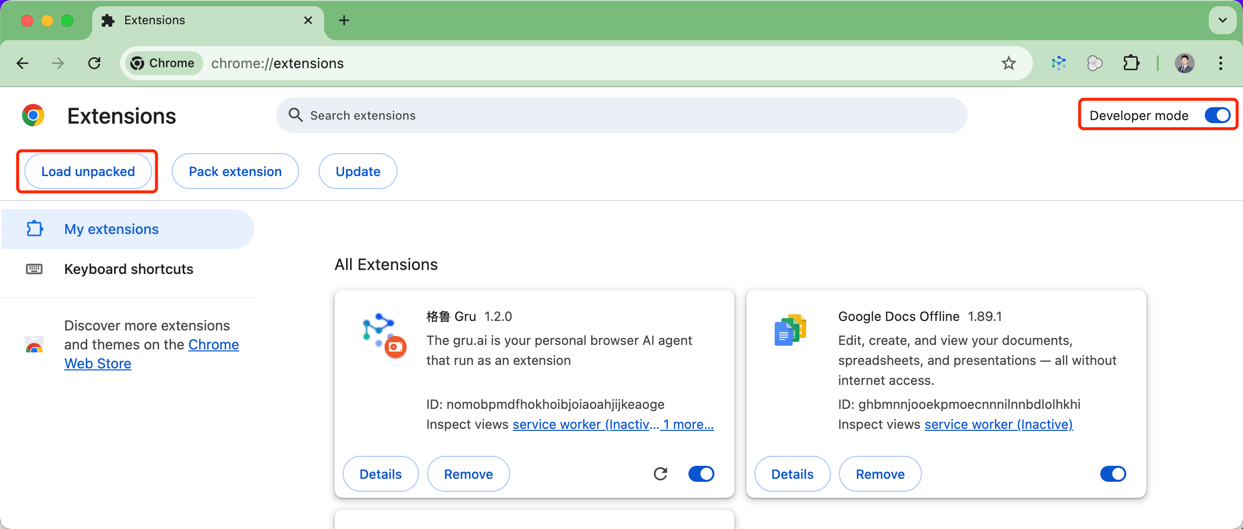 Extensions
Chrome
chrome://extensions
Extensions
Search extensions
Developer mode
Load unpacked
Pack extension
Update
My extensions
Keyboard shortcuts
Discover more extensions
and themes on the Chrome
Web Store
All Extensions
格鲁 Gru 1.2.0
The gru.ai is your personal browser AI agent
that run as an extension
ID: nomobpmdfhokhoibjoiaoahjijkeaoge
Inspect views service worker (Inactiv... 1 more...
Details
Remove
Google Docs Offline 1.89.1
Edit, create, and view your documents,
spreadsheets, and presentations — all without
internet access.
ID: ghbmnnjooekpmoecnnnilnnbdlolhkhi
Inspect views service worker (Inactive)
Details
Remove